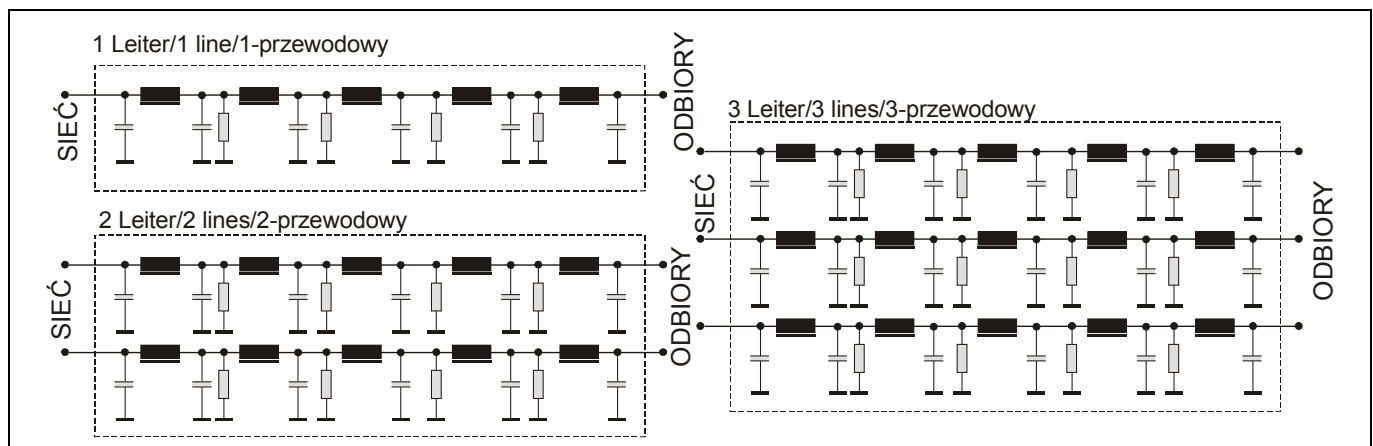 1 Leiter/1 line/1-przewodowy
SIEĆ
ODBIORY
2 Leiter/2 lines/2-przewodowy
SIEĆ
ODBIORY
3 Leiter/3 lines/3-przewodowy
SIEĆ
ODBIORY